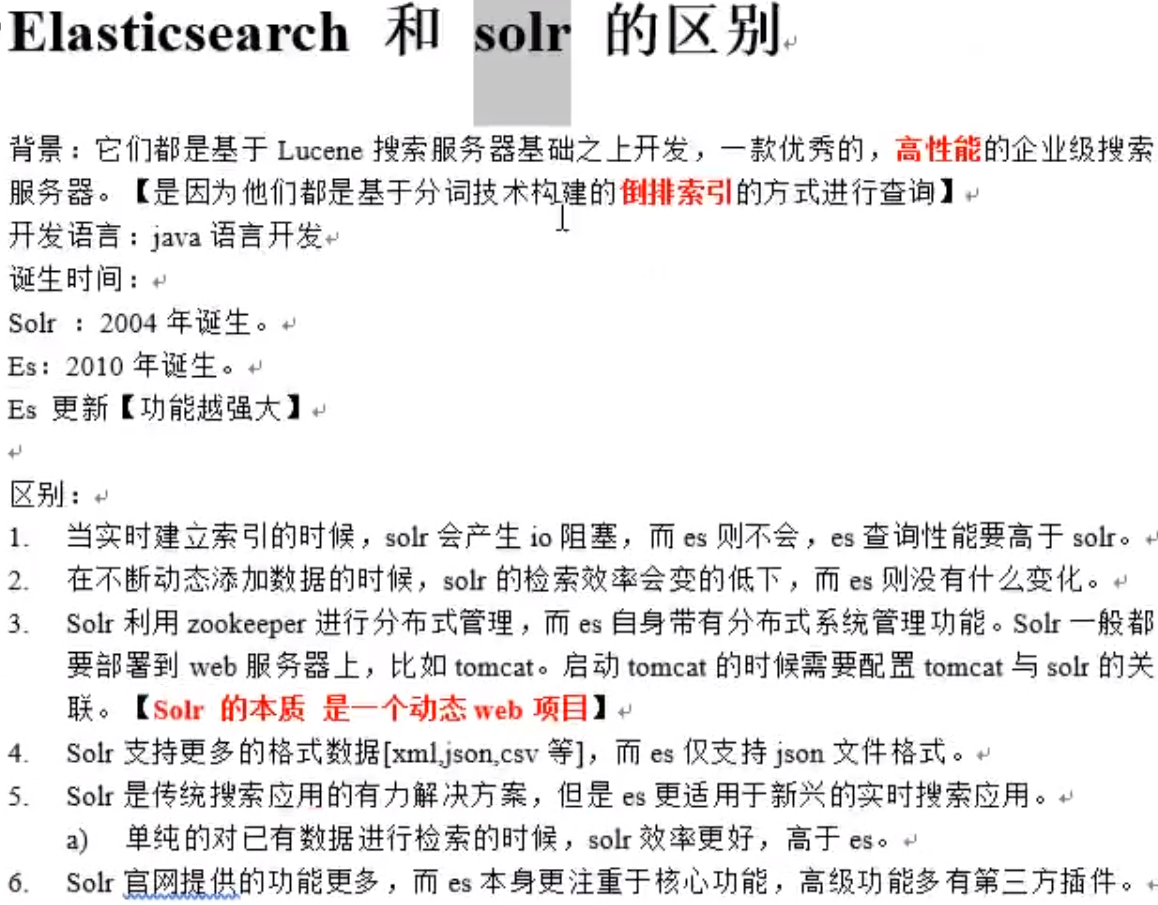 Elasticsearch 和 solr 的区别
背景：它们都是基于 Lucene 搜索服务器基础之上开发，一款优秀的，高性能的企业级搜索
服务器。【是因为他们都是基于分词技术构建的倒排索引的方式进行查询】
开发语言：java 语言开发
诞生时间：
Solr ：2004 年诞生。
Es：2010 年诞生。
Es 更新【功能越强大】
区别：
1. 当实时建立索引的时候，solr 会产生 io 阻塞，而 es 则不会，es 查询性能要高于 solr。
2. 在不断动态添加数据的时候，solr 的检索效率会变的低下，而 es 则没有什么变化。
3. Solr 利用 zookeeper 进行分布式管理，而 es 自身带有分布式系统管理功能。Solr 一般都
要部署到 web 服务器上，比如 tomcat。启动 tomcat 的时候需要配置 tomcat 与 solr 的关
联。【Solr 的本质 是一个动态 web 项目】
4. Solr 支持更多的格式数据[xml,json,csv 等]，而 es 仅支持 json 文件格式。
5. Solr 是传统搜索应用的有力解决方案，但是 es 更适用于新兴的实时搜索应用。
a) 单纯的对已有数据进行检索的时候，solr 效率更好，高于 es。
6. Solr 官网提供的功能更多，而 es 本身更注重于核心功能，高级功能多有第三方插件。